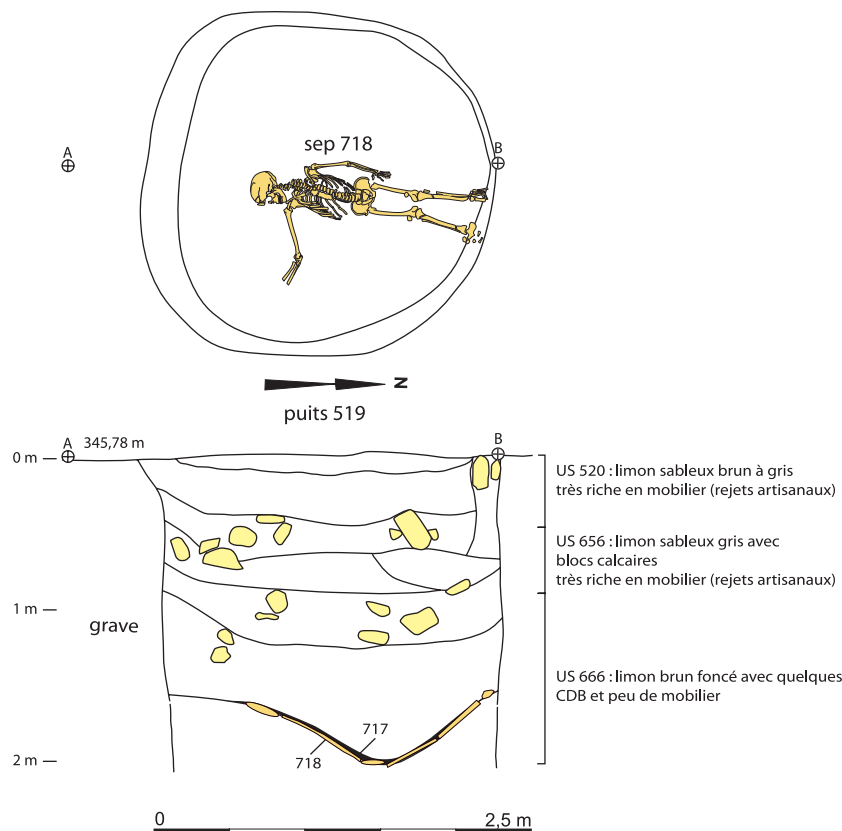 A
B
sep 718
N
puits 519
A
345,78 m
B
0 m
US 520 : limon sableux brun à gris
très riche en mobilier (rejets artisanaux)
US 656 : limon sableux gris avec
blocs calcaires
très riche en mobilier (rejets artisanaux)
1 m
grave
US 666 : limon brun foncé avec quelques
CDB et peu de mobilier
717
718
2 m
0
2,5 m